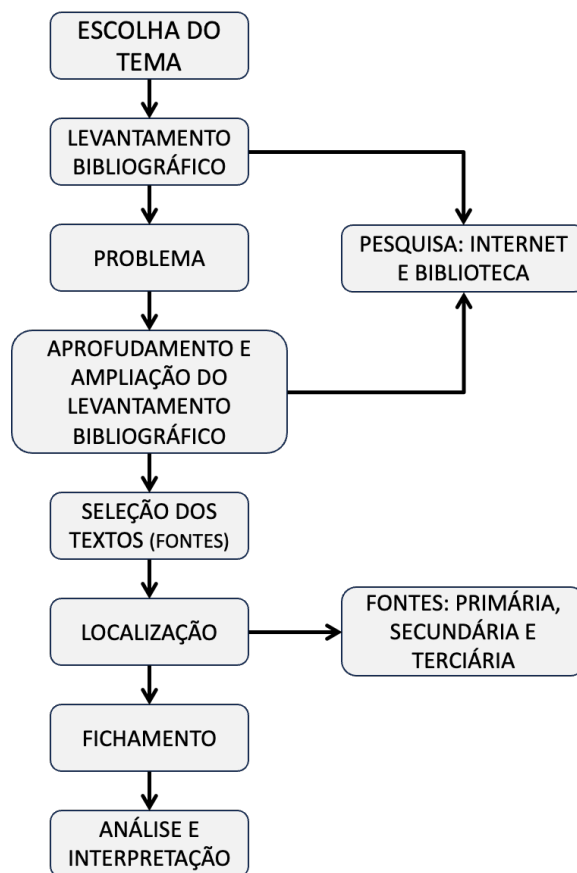 ESCOLHA DO
TEMA
LEVANTAMENTO
BIBLIOGRÁFICO
PROBLEMA
PESQUISA: INTERNET
E BIBLIOTECA
APROFUDAMENTO E
AMPLIAÇÃO DO
LEVANTAMENTO
BIBLIOGRÁFICO
SELEÇÃO DOS
TEXTOS (FONTES)
LOCALIZAÇÃO
FONTES: PRIMÁRIA,
SECUNDÁRIA E
TERCIÁRIA
FICHAMENTO
ANÁLISE E
INTERPRETAÇÃO